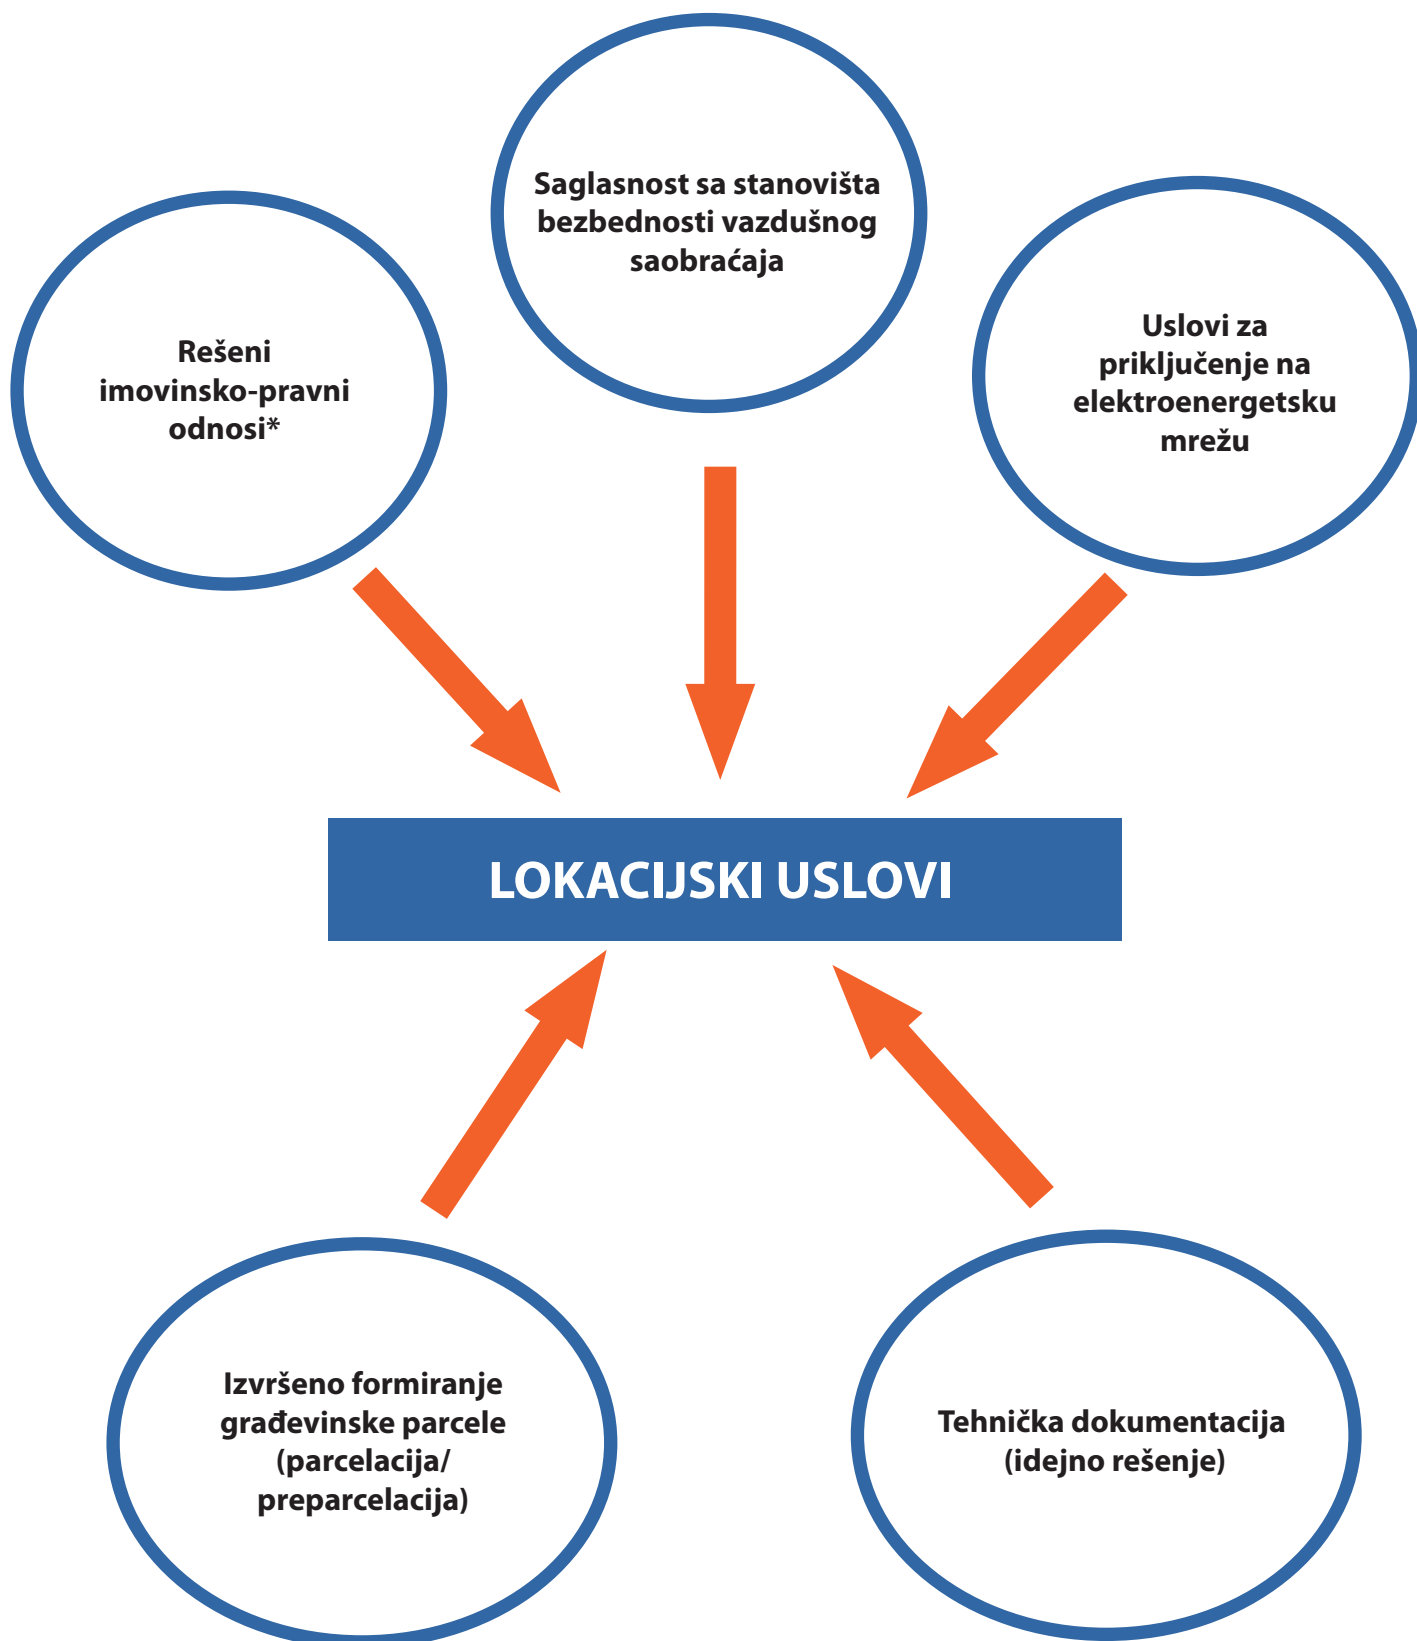 Saglasnost sa stanovišta
bezbednosti vazdušnog
saobraćaja
Rešeni
imovinsko-pravni
odnosi*
Uslovi za
priključenje na
elektroenergetsku
mrežu
LOKACIJSKI USLOVI
Izvršeno formiranje
građevinske parcele
(parcelacija/
preparcelacija)
Tehnička dokumentacija
(idejno rešenje)